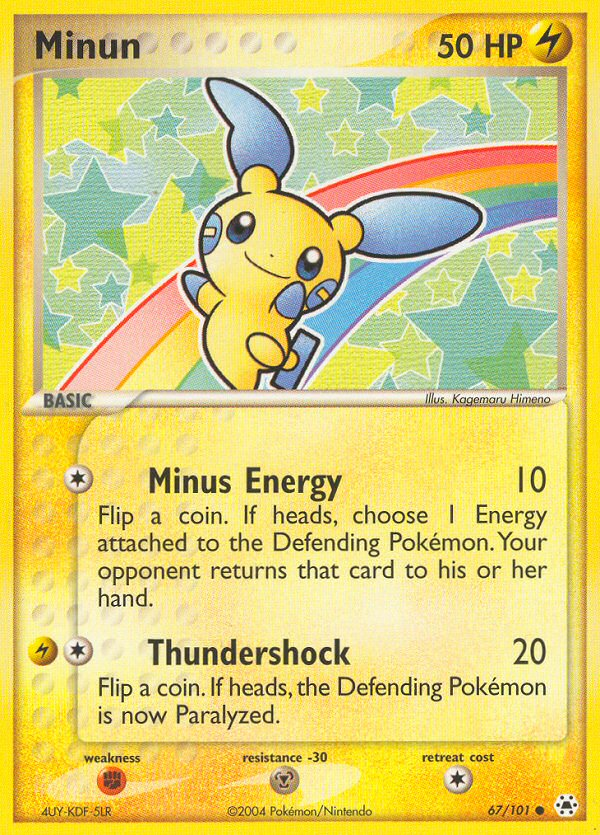 Minun 50 HP
BASIC
Illus. Kagemaru Himeno
Minus Energy 10
Flip a coin. If heads, choose 1 Energy
attached to the Defending Pokémon. Your
opponent returns that card to his or her
hand.
Thundershock 20
Flip a coin. If heads, the Defending Pokémon
is now Paralyzed.
weakness resistance -30 retreat cost
4UY-KDF-5LR ©2004 Pokémon/Nintendo 67/101